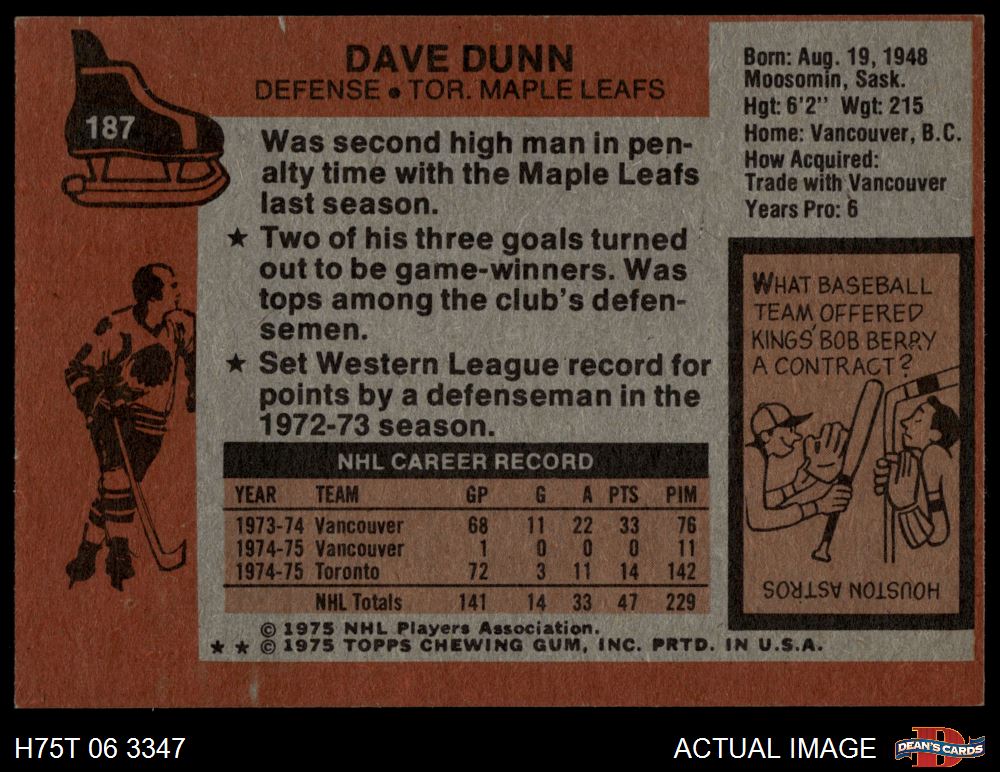 187
DAVE DUNN
DEFENSE • TOR. MAPLE LEAFS
Was second high man in pen-
alty time with the Maple Leafs
last season.
★ Two of his three goals turned
out to be game-winners. Was
tops among the club's defen-
semen.
★ Set Western League record for
points by a defenseman in the
1972-73 season.
NHL CAREER RECORD
YEAR TEAM GP G A PTS PIM
1973-74 Vancouver 68 11 22 33 76
1974-75 Vancouver 1 0 0 0 11
1974-75 Toronto 72 3 11 14 142
NHL Totals 141 14 33 47 229
© 1975 NHL Players Association.
★ ★ © 1975 TOPPS CHEWING GUM, INC. PRTD. IN U.S.A.
Born: Aug. 19, 1948
Moosomin, Sask.
Hgt: 6'2" Wgt: 215
Home: Vancouver, B.C.
How Acquired:
Trade with Vancouver
Years Pro: 6
WHAT BASEBALL
TEAM OFFERED
KINGS' BOB BERRY
A CONTRACT?
HOUSTON ASTROS
H75T 06 3347
ACTUAL IMAGE
D
DEAN'S CARDS